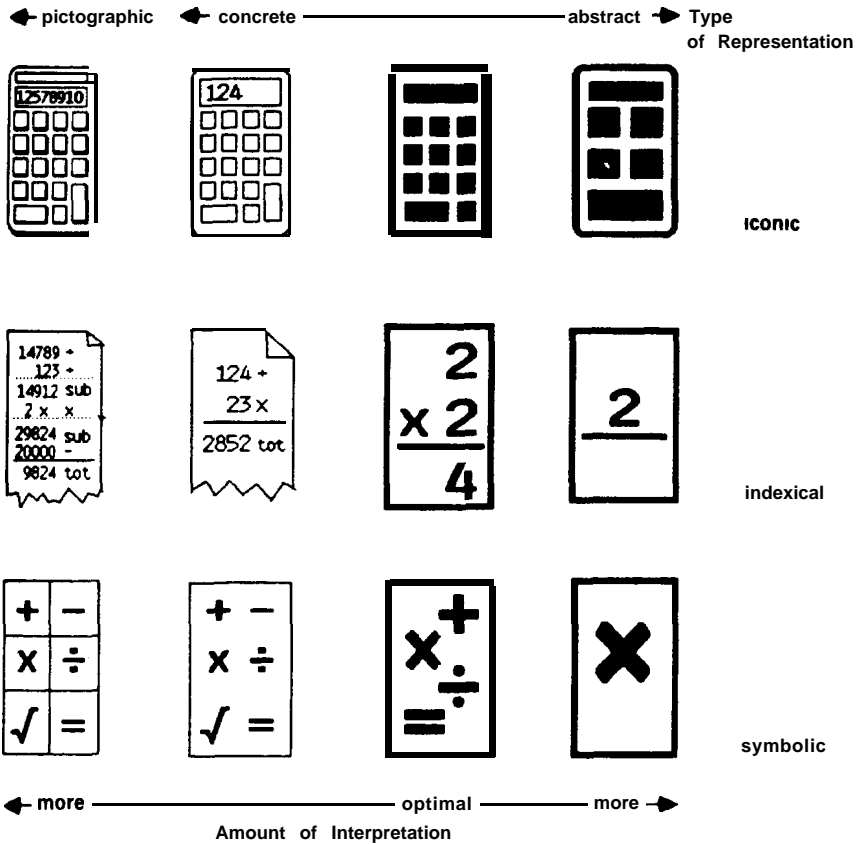 pictographic concrete abstract Type
of Representation
12578910
124
iconic
14789 +
123 +
14912 sub
2 x x
29824 sub
20000 -
9824 tot
124 +
23 x
2852 tot
2
x 2
4
2
indexical
+ −
x ÷
√ =
+ −
x ÷
√ =
+
x
÷
=
x
symbolic
more optimal more
Amount of Interpretation